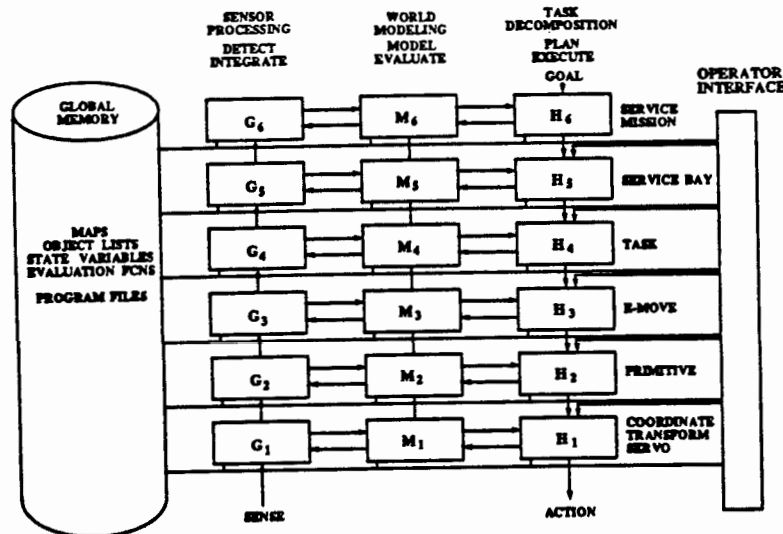 SENSOR
PROCESSING
DETECT
INTEGRATE
WORLD
MODELING
MODEL
EVALUATE
TASK
DECOMPOSITION
PLAN
EXECUTE
GOAL
OPERATOR
INTERFACE
GLOBAL
MEMORY
MAPS
OBJECT LISTS
STATE VARIABLES
EVALUATION FCNS
PROGRAM FILES
G6
M6
H6
SERVICE
MISSION
G5
M5
H5
SERVICE BAY
G4
M4
H4
TASK
G3
M3
H3
E-MOVE
G2
M2
H2
PRIMITIVE
G1
M1
H1
COORDINATE
TRANSFORM
SERVO
SENSE
ACTION